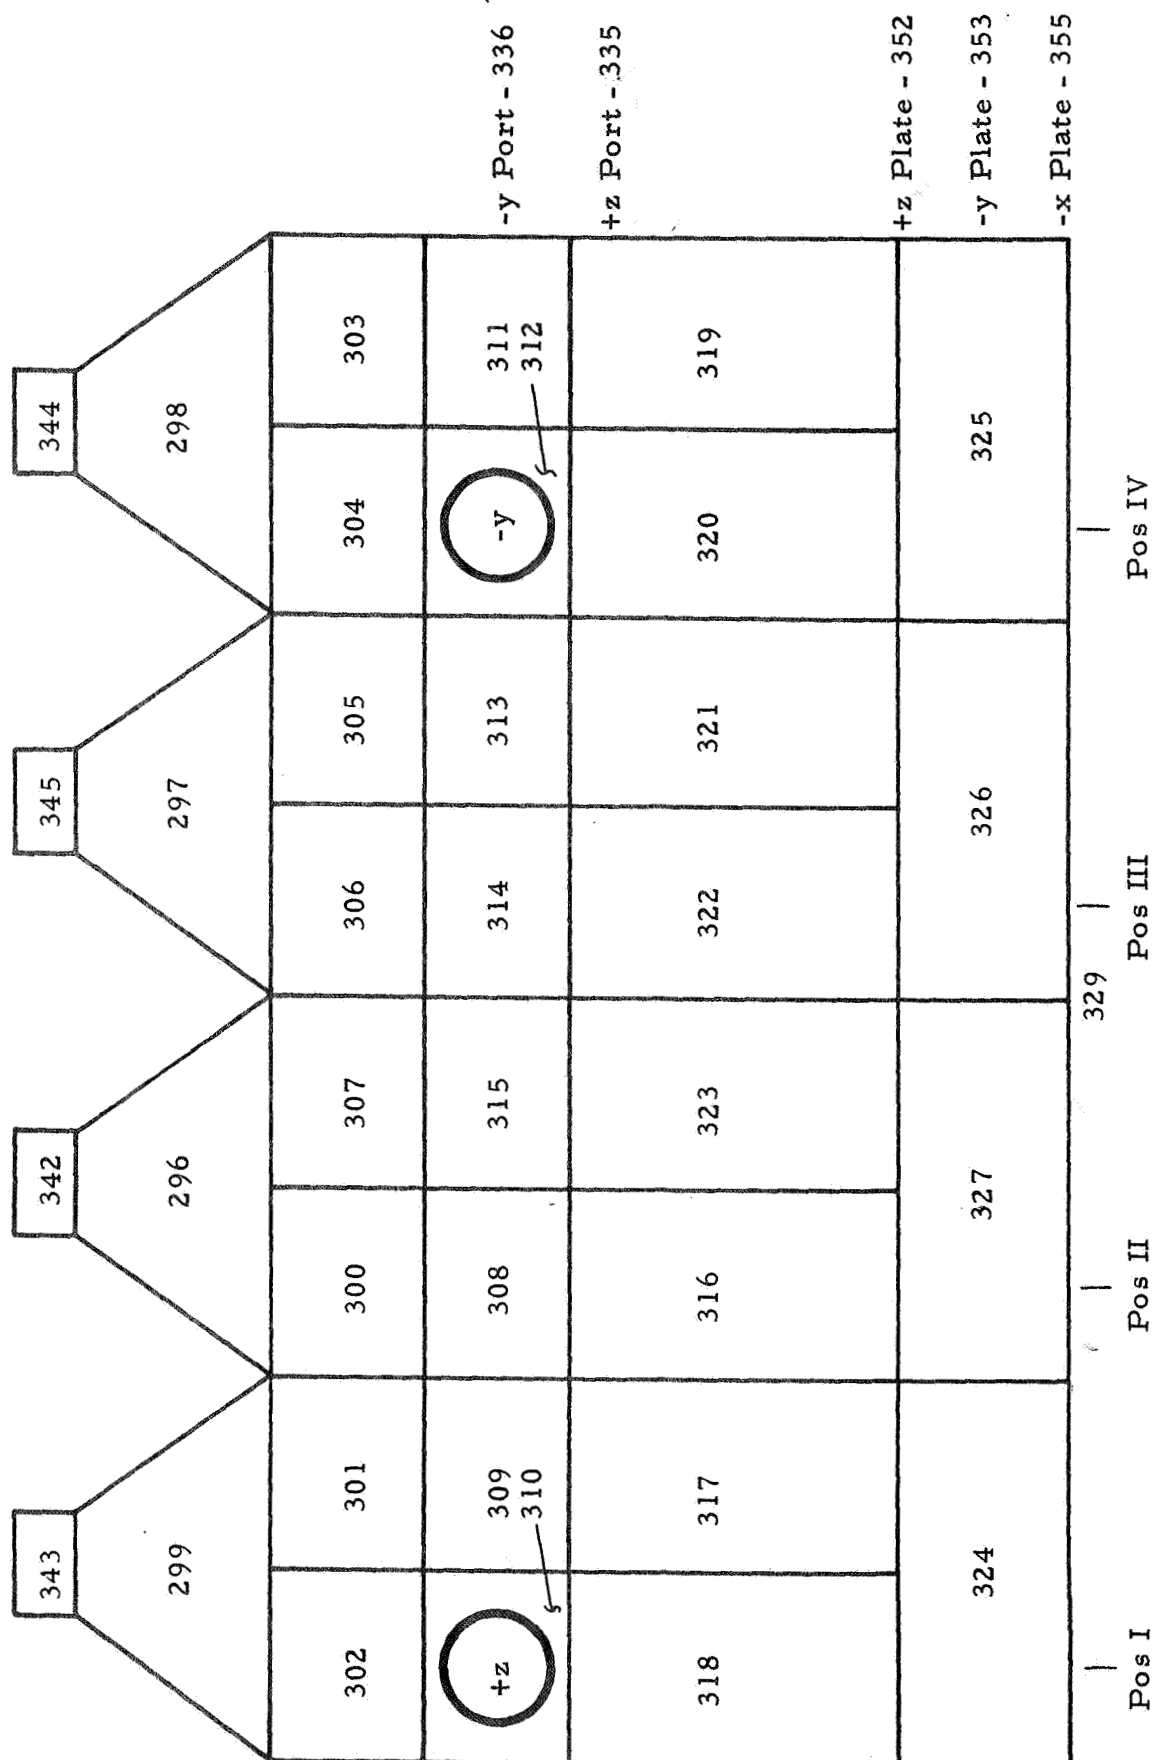 343 342 345 344
299 296 297 298
302 301 300 307 306 305 304 303
+z 309 308 315 314 313 -y 311 -y Port - 336
310 312
+z Port - 335
318 317 316 323 322 321 320 319
+z Plate - 352
324 327 326 325 -y Plate - 353
-x Plate - 355
329
Pos I Pos II Pos III Pos IV